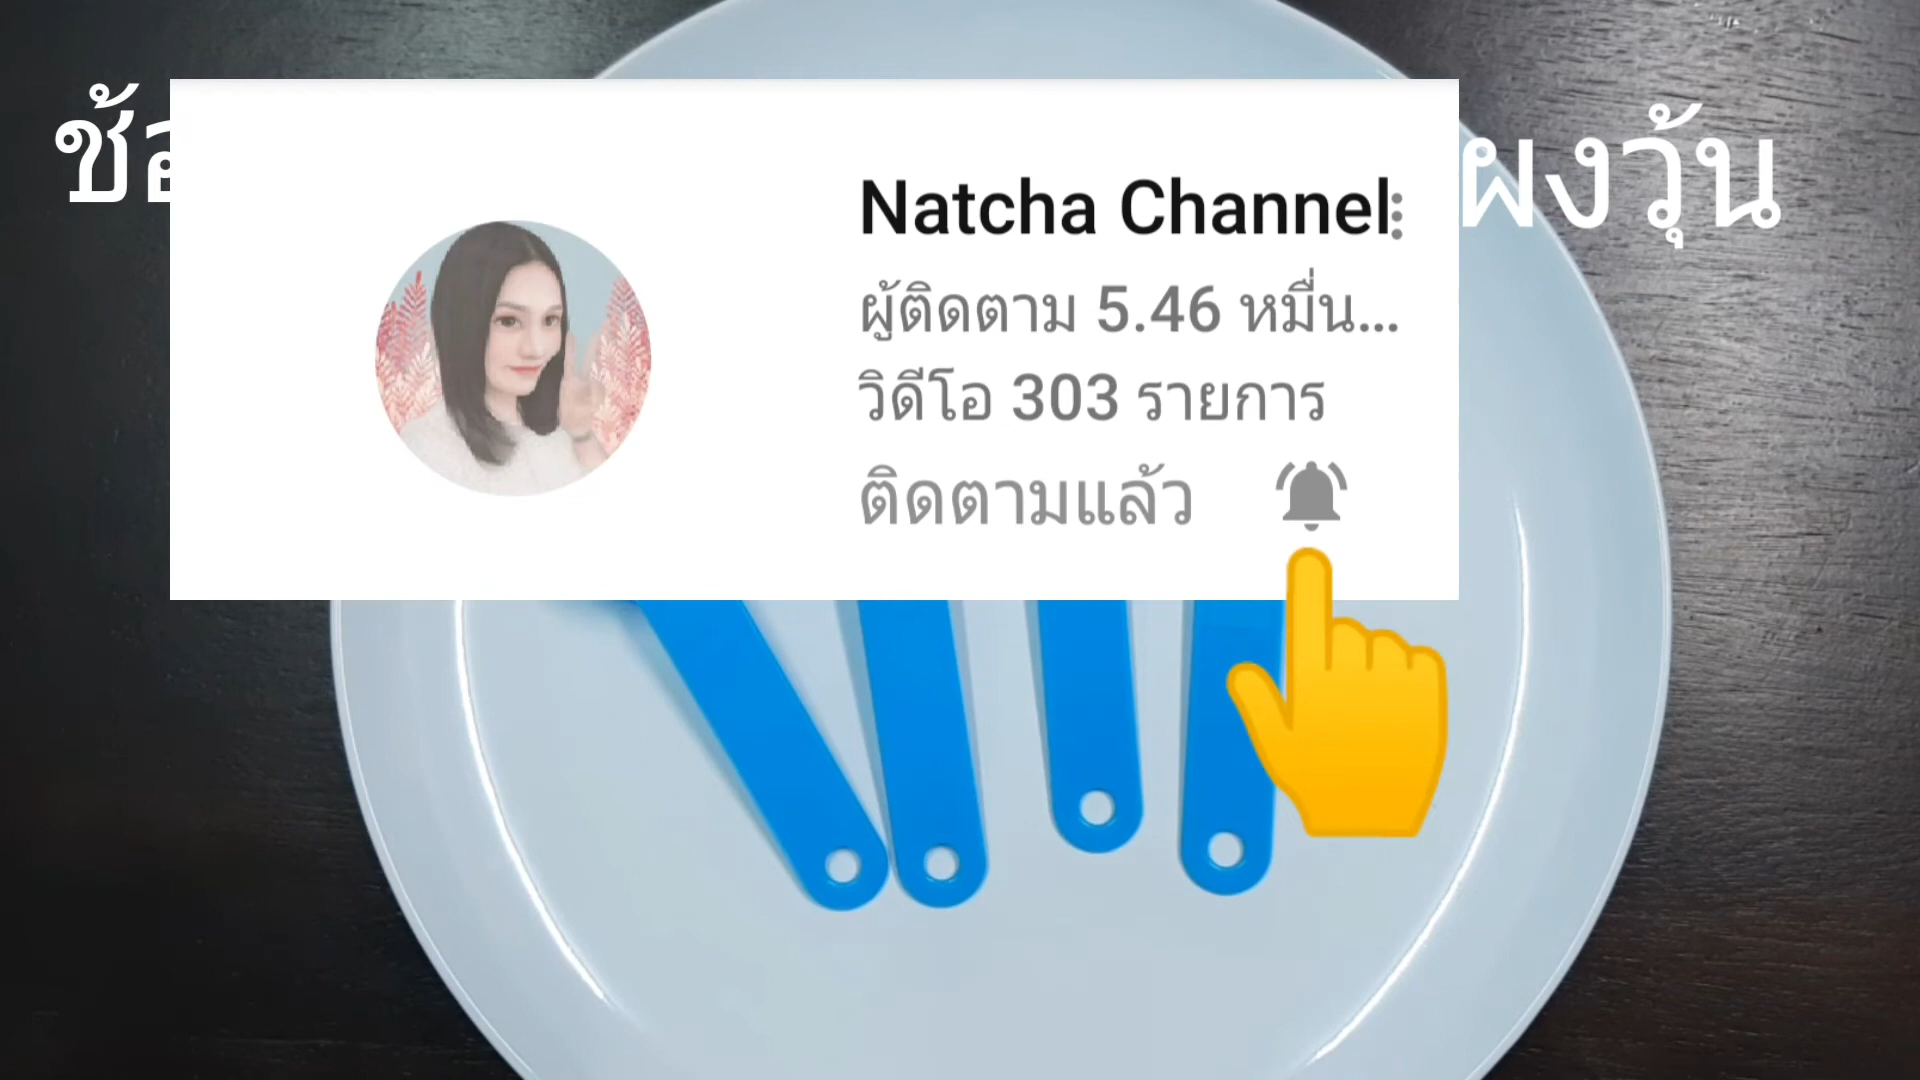 ผงวุ้น
Natcha Channel
ผู้ติดตาม 5.46 หมื่น...
วิดีโอ 303 รายการ
ติดตามแล้ว